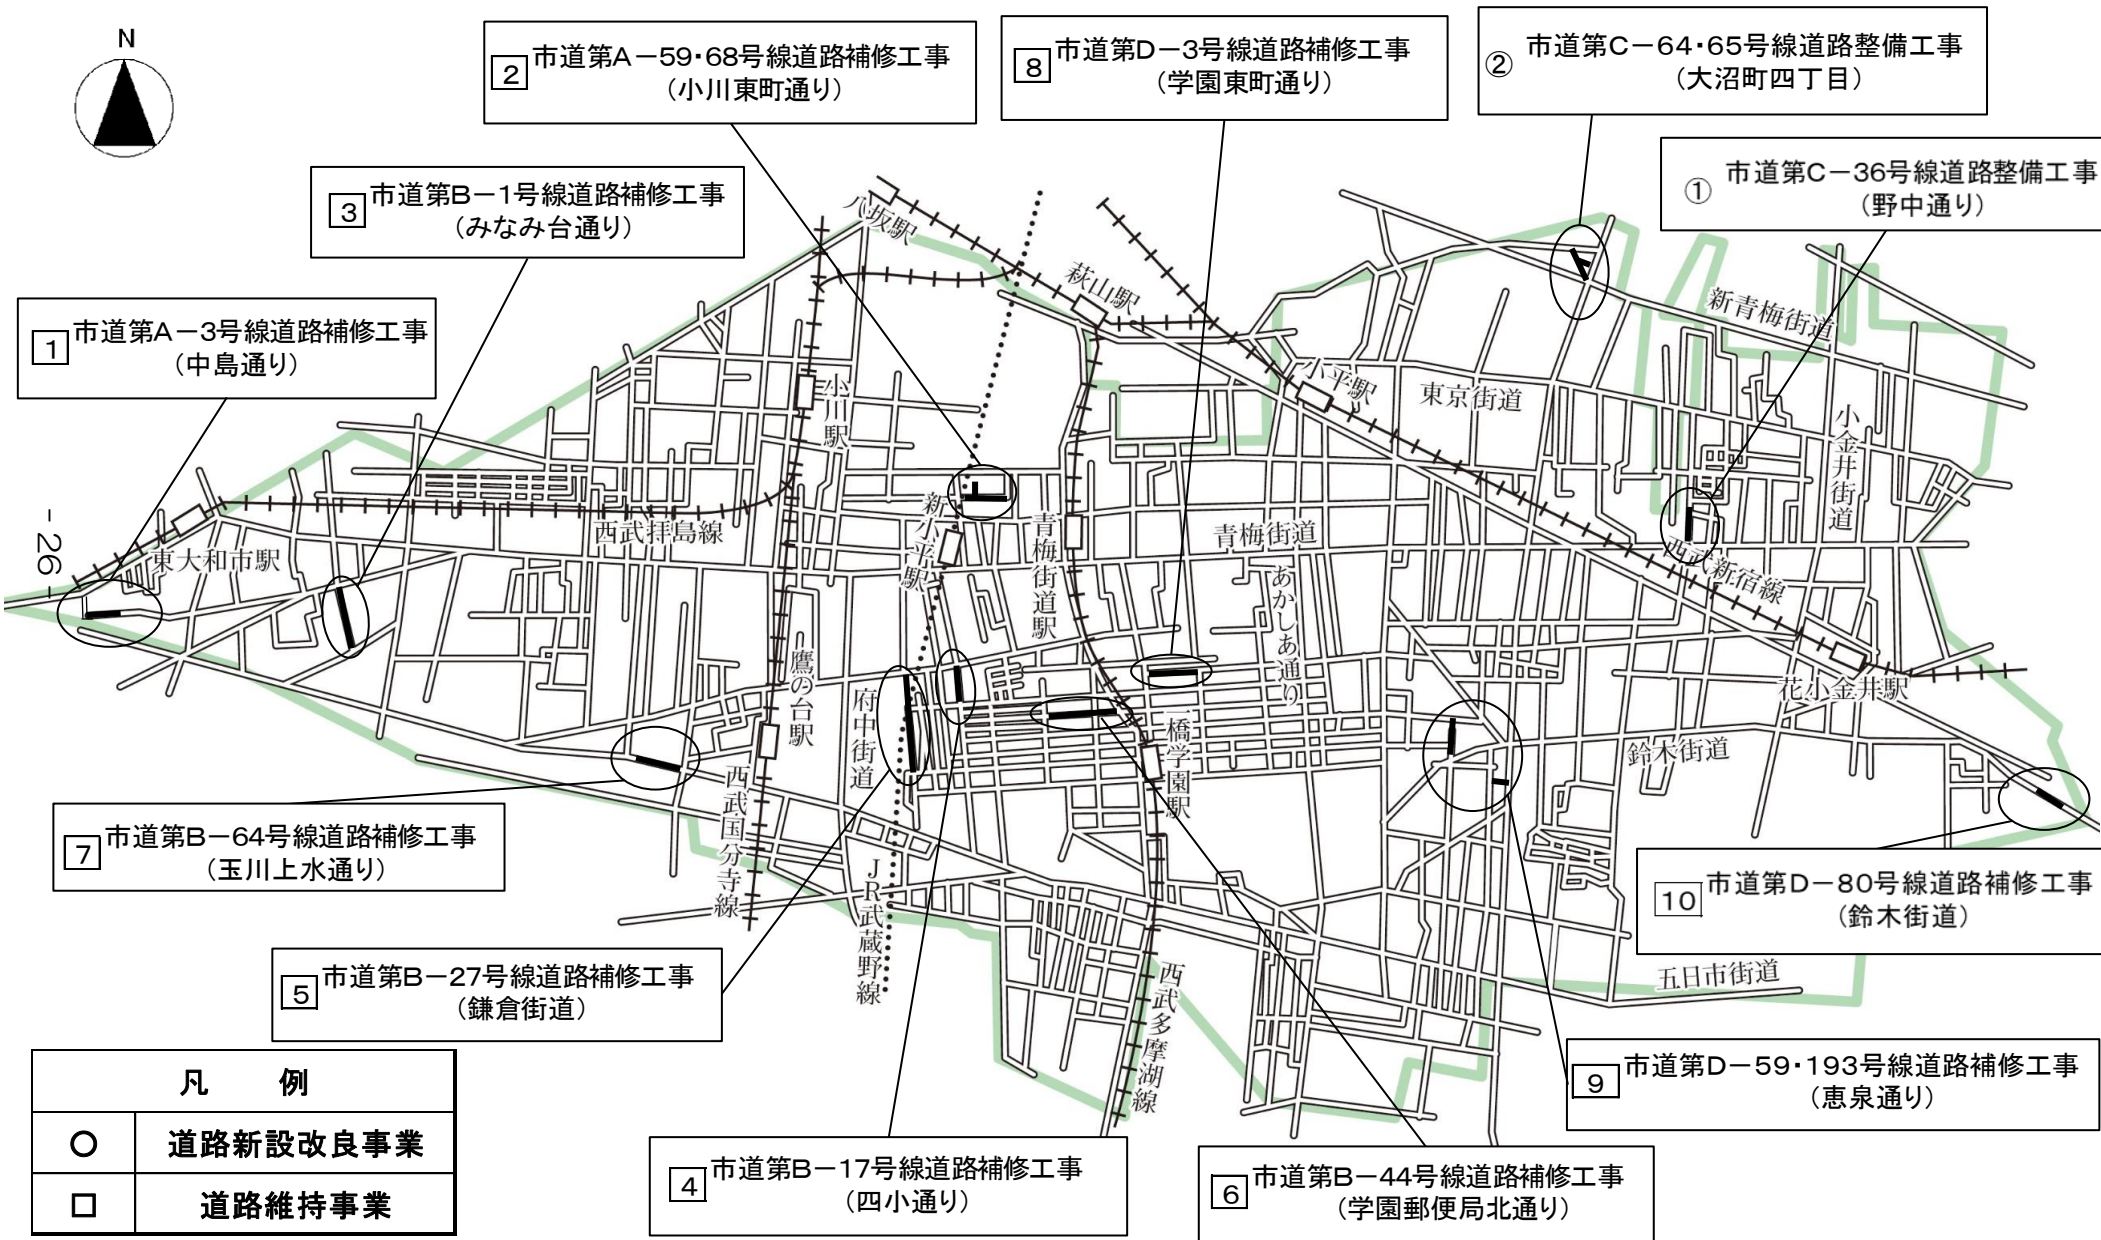 N
2 市道第A－59・68号線道路補修工事
(小川東町通り)
8 市道第D－3号線道路補修工事
(学園東町通り)
② 市道第C－64・65号線道路整備工事
(大沼町四丁目)
① 市道第C－36号線道路整備工事
(野中通り)
3 市道第B－1号線道路補修工事
(みなみ台通り)
1 市道第A－3号線道路補修工事
(中島通り)
八坂駅
萩山駅
新青梅街道
小川駅
小平駅
東京街道
小金井街道
-26-
東大和市駅
西武拝島線
新小平駅
青梅街道駅
青梅街道
あかしあ通り
西武新宿線
鷹の台駅
府中街道
一橋学園駅
花小金井駅
鈴木街道
西武国分寺線
JR武蔵野線
西武多摩湖線
五日市街道
7 市道第B－64号線道路補修工事
(玉川上水通り)
10 市道第D－80号線道路補修工事
(鈴木街道)
5 市道第B－27号線道路補修工事
(鎌倉街道)
9 市道第D－59・193号線道路補修工事
(恵泉通り)
4 市道第B－17号線道路補修工事
(四小通り)
6 市道第B－44号線道路補修工事
(学園郵便局北通り)
凡 例
○ 道路新設改良事業
□ 道路維持事業